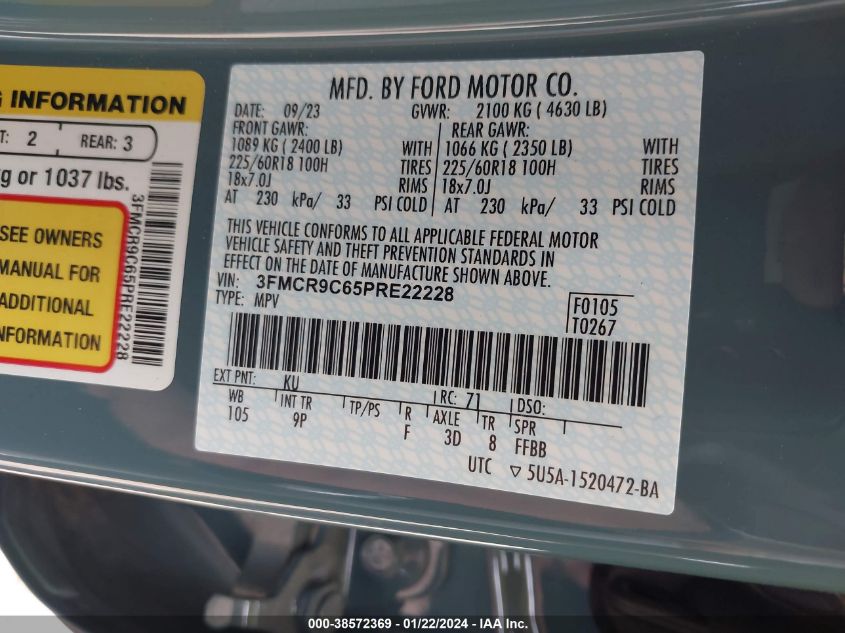 G INFORMATION
T: 2 REAR: 3
kg or 1037 lbs.
SEE OWNERS
MANUAL FOR
ADDITIONAL
INFORMATION
3FMCR9C65PRE22228
MFD. BY FORD MOTOR CO.
DATE: 09/23 GVWR: 2100 KG ( 4630 LB)
FRONT GAWR: REAR GAWR:
1089 KG ( 2400 LB) WITH 1066 KG ( 2350 LB) WITH
225/60R18 100H TIRES 225/60R18 100H TIRES
18x7.0J RIMS 18x7.0J RIMS
AT 230 kPa/ 33 PSI COLD AT 230 kPa/ 33 PSI COLD
THIS VEHICLE CONFORMS TO ALL APPLICABLE FEDERAL MOTOR
VEHICLE SAFETY AND THEFT PREVENTION STANDARDS IN
EFFECT ON THE DATE OF MANUFACTURE SHOWN ABOVE.
VIN: 3FMCR9C65PRE22228
TYPE: MPV
F0105
T0267
EXT PNT: KU RC: 71 DSO:
WB INT TR TP/PS R AXLE TR SPR
105 9P F 3D 8 FFBB
UTC ▽ 5U5A-1520472-BA
000-38572369 - 01/22/2024 - IAAI, Inc.